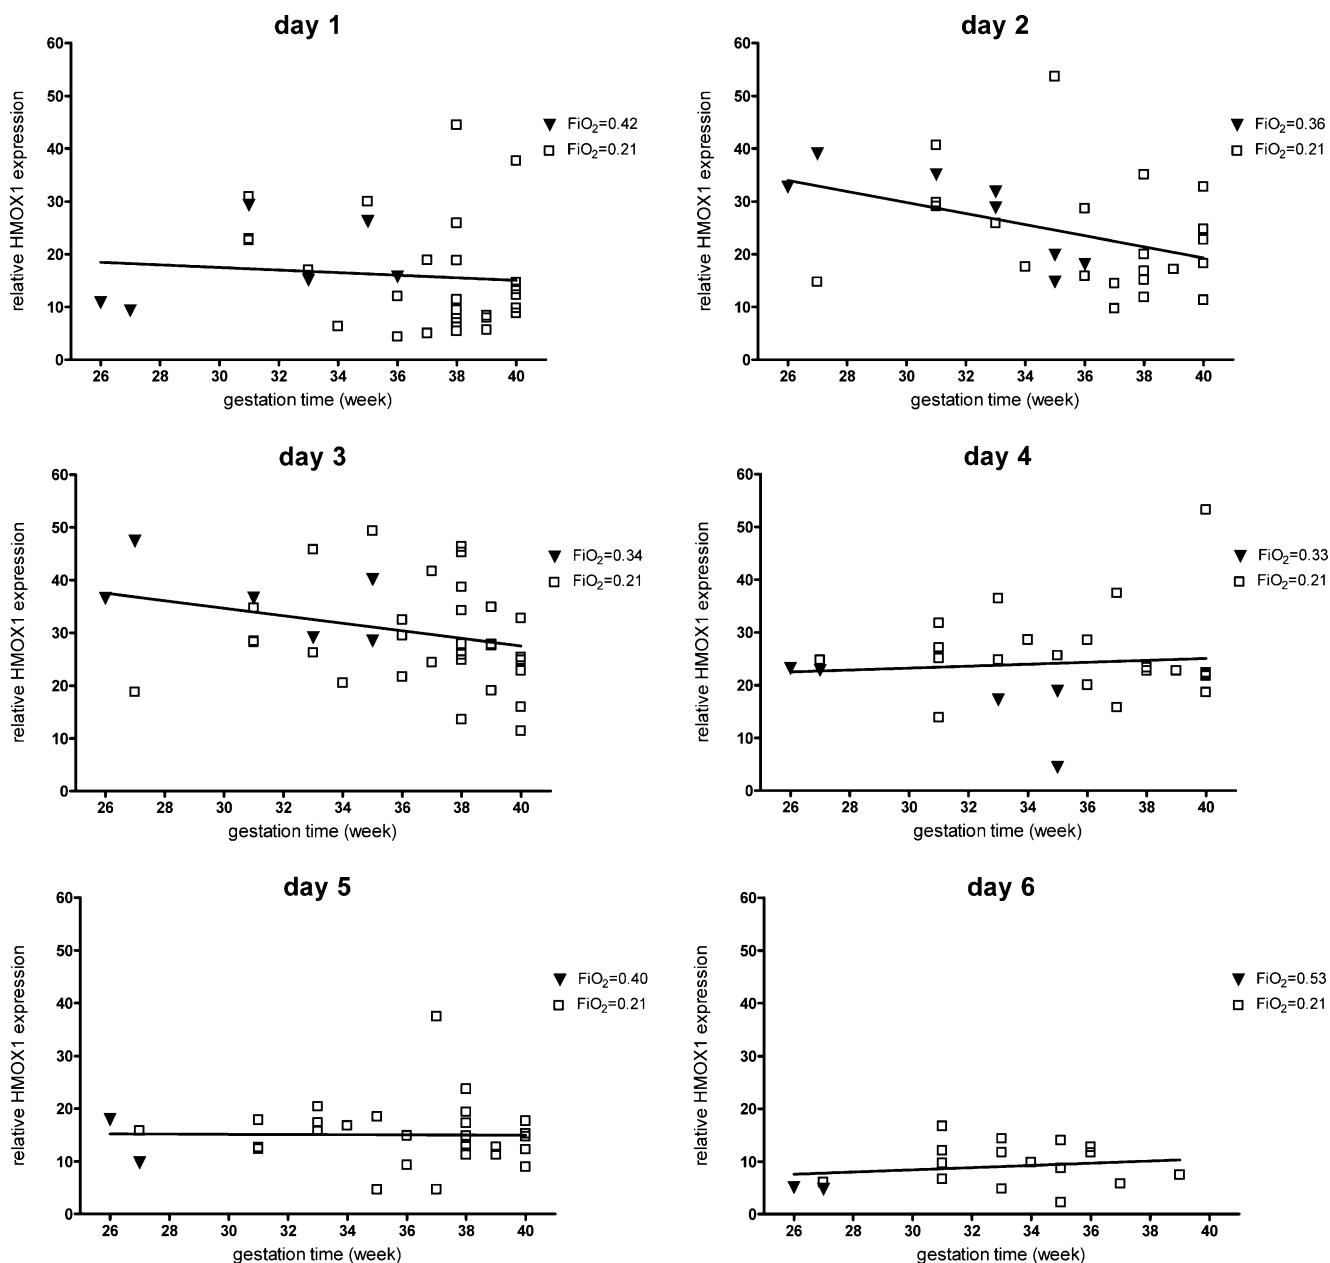 day 1
60
50
40
30
20
10
0
relative HMOX1 expression
26 28 30 32 34 36 38 40
gestation time (week)
FiO2=0.42
FiO2=0.21
day 2
60
50
40
30
20
10
0
relative HMOX1 expression
26 28 30 32 34 36 38 40
gestation time (week)
FiO2=0.36
FiO2=0.21
day 3
60
50
40
30
20
10
0
relative HMOX1 expression
26 28 30 32 34 36 38 40
gestation time (week)
FiO2=0.34
FiO2=0.21
day 4
60
50
40
30
20
10
0
relative HMOX1 expression
26 28 30 32 34 36 38 40
gestation time (week)
FiO2=0.33
FiO2=0.21
day 5
60
50
40
30
20
10
0
relative HMOX1 expression
26 28 30 32 34 36 38 40
gestation time (week)
FiO2=0.40
FiO2=0.21
day 6
60
50
40
30
20
10
0
relative HMOX1 expression
26 28 30 32 34 36 38 40
gestation time (week)
FiO2=0.53
FiO2=0.21